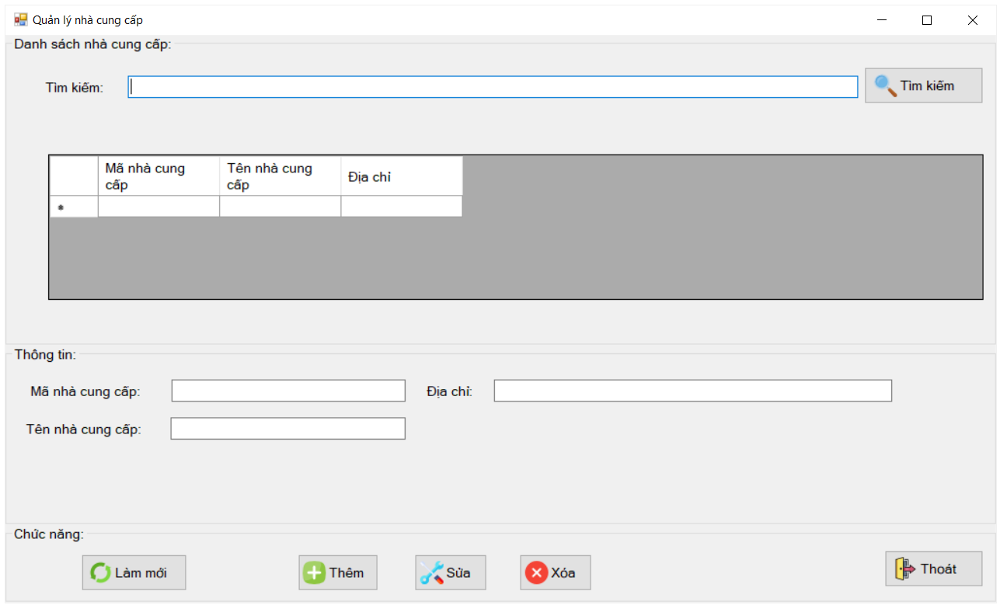 Quản lý nhà cung cấp
Danh sách nhà cung cấp:
Tìm kiếm:
Tìm kiếm
Mã nhà cung
cấp
Tên nhà cung
cấp
Địa chỉ
Thông tin:
Mã nhà cung cấp:
Địa chỉ:
Tên nhà cung cấp:
Chức năng:
Làm mới
Thêm
Sửa
Xóa
Thoát